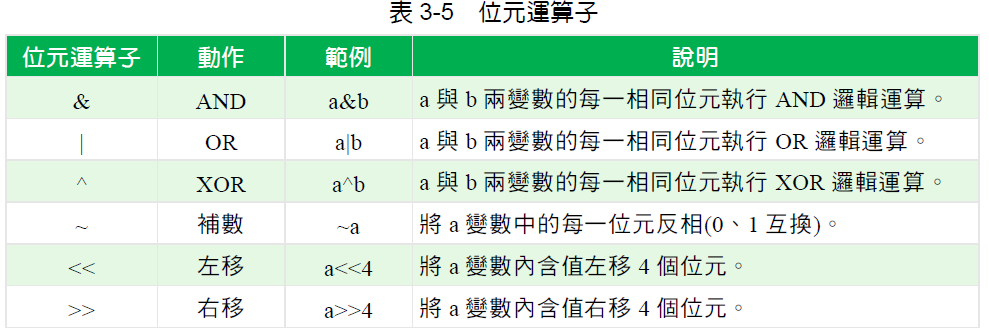 表 3-5 位元運算子
位元運算子 動作 範例 說明
& AND a&b a 與 b 兩變數的每一相同位元執行 AND 邏輯運算。
| OR a|b a 與 b 兩變數的每一相同位元執行 OR 邏輯運算。
^ XOR a^b a 與 b 兩變數的每一相同位元執行 XOR 邏輯運算。
~ 補數 ~a 將 a 變數中的每一位元反相(0、1 互換)。
<< 左移 a<<4 將 a 變數內含值左移 4 個位元。
>> 右移 a>>4 將 a 變數內含值右移 4 個位元。